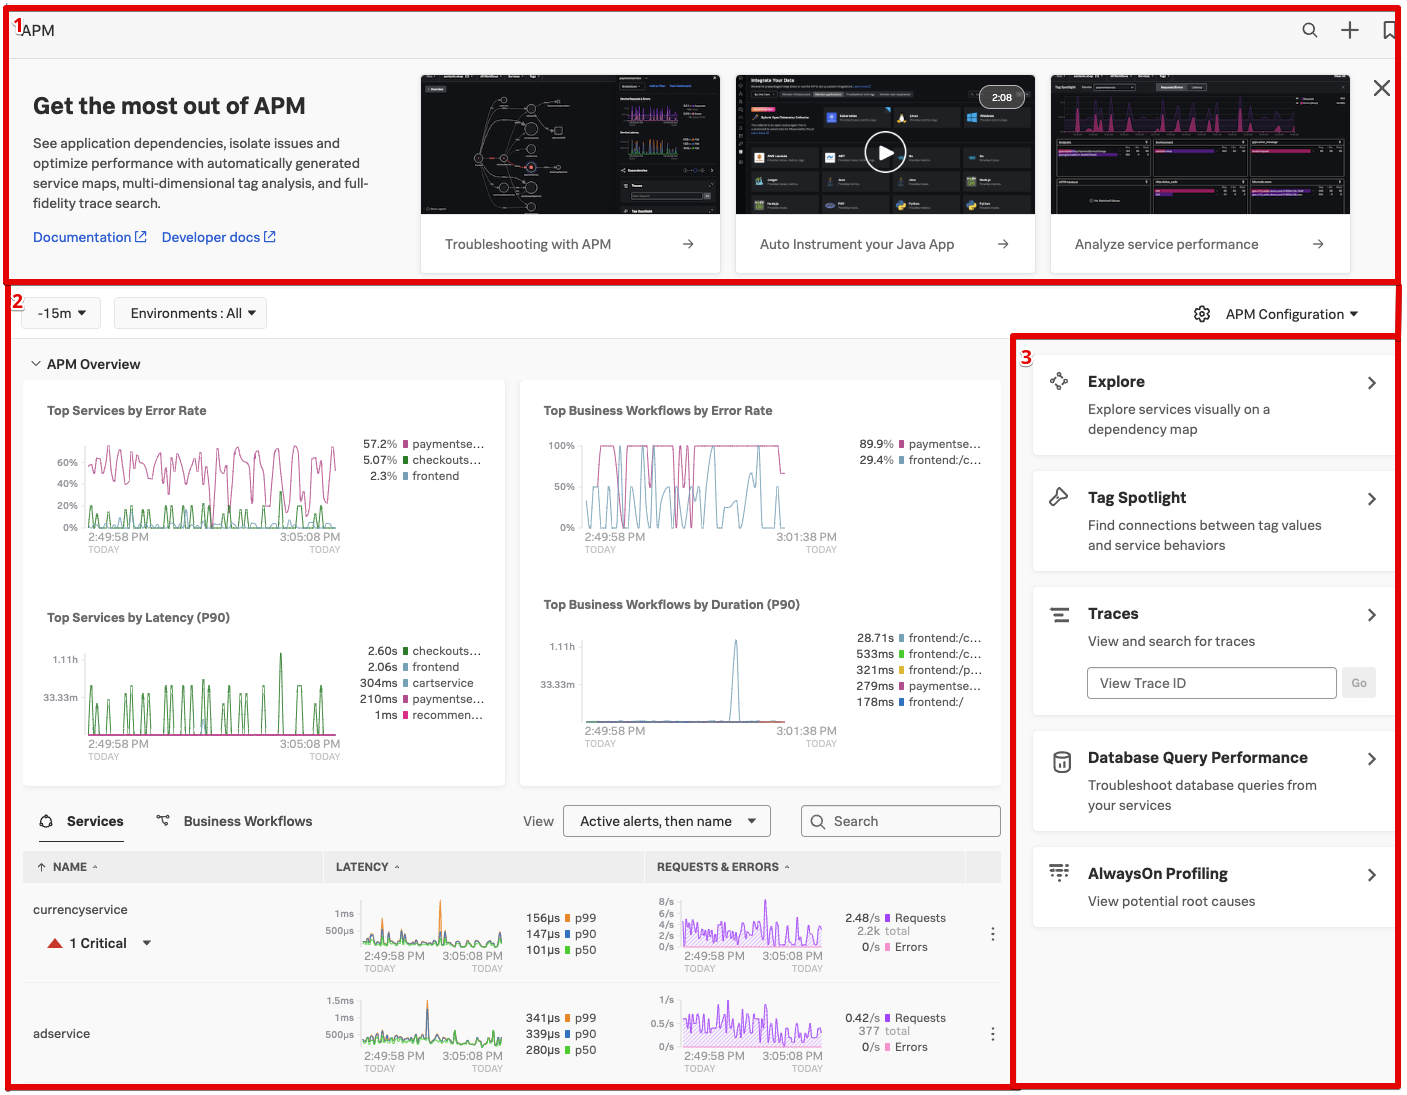 1
APM
Get the most out of APM
See application dependencies, isolate issues and
optimize performance with automatically generated
service maps, multi-dimensional tag analysis, and full-
fidelity trace search.
Documentation
Developer docs
Integrate Your Data
2:08
Troubleshooting with APM
Auto Instrument your Java App
Analyze service performance
2
-15m
Environments : All
APM Configuration
APM Overview
Top Services by Error Rate
60%
40%
20%
0%
2:49:58 PM
TODAY
3:05:08 PM
TODAY
57.2% paymentse...
5.07% checkouts...
2.3% frontend
Top Business Workflows by Error Rate
100%
50%
0%
2:49:58 PM
TODAY
3:01:38 PM
TODAY
89.9% paymentse...
29.4% frontend:/c...
Top Services by Latency (P90)
1.11h
33.33m
2:49:58 PM
TODAY
3:05:08 PM
TODAY
2.60s checkouts...
2.06s frontend
304ms cartservice
210ms paymentse...
1ms recommen...
Top Business Workflows by Duration (P90)
1.11h
33.33m
2:49:58 PM
TODAY
3:01:38 PM
TODAY
28.71s frontend:/c...
533ms frontend:/c...
321ms frontend:/p...
279ms paymentse...
178ms frontend:/
Services
Business Workflows
View
Active alerts, then name
Search
NAME
LATENCY
REQUESTS & ERRORS
currencyservice
1 Critical
1ms
500µs
2:49:58 PM
TODAY
3:05:08 PM
TODAY
156µs p99
147µs p90
101µs p50
8/s
6/s
4/s
2/s
0/s
2:49:58 PM
TODAY
3:05:08 PM
TODAY
2.48/s Requests
2.2k total
0/s Errors
adservice
1.5ms
1ms
500µs
2:49:58 PM
TODAY
3:05:08 PM
TODAY
341µs p99
339µs p90
280µs p50
1/s
0.5/s
0/s
2:49:58 PM
TODAY
3:05:08 PM
TODAY
0.42/s Requests
377 total
0/s Errors
3
Explore
Explore services visually on a
dependency map
Tag Spotlight
Find connections between tag values
and service behaviors
Traces
View and search for traces
View Trace ID
Go
Database Query Performance
Troubleshoot database queries from
your services
AlwaysOn Profiling
View potential root causes